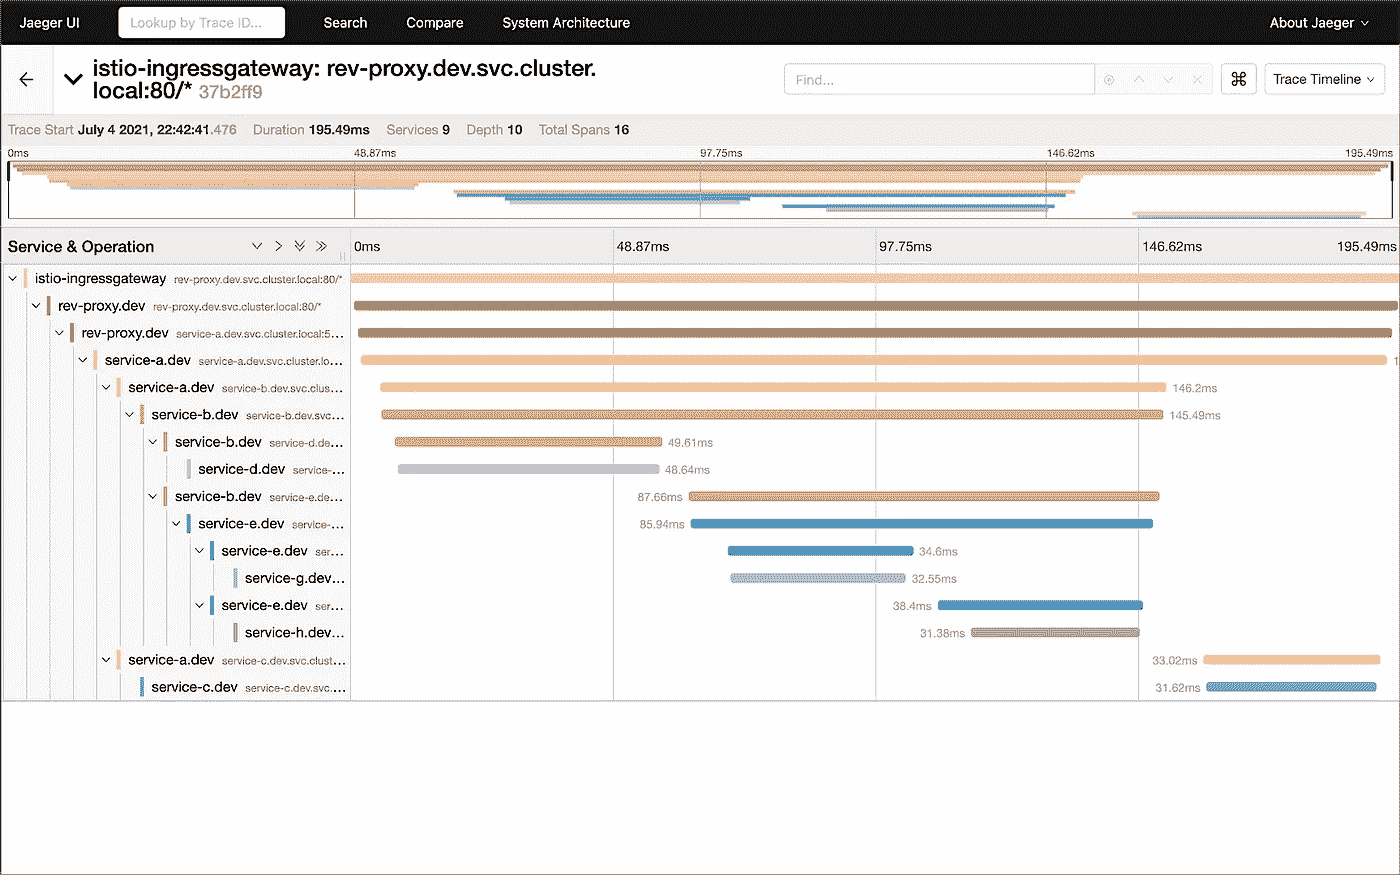 Jaeger UI Lookup by Trace ID... Search Compare System Architecture About Jaeger
istio-ingressgateway: rev-proxy.dev.svc.cluster.
local:80/* 37b2ff9
Find... ⌘ Trace Timeline
Trace Start July 4 2021, 22:42:41.476 Duration 195.49ms Services 9 Depth 10 Total Spans 16
0ms 48.87ms 97.75ms 146.62ms 195.49ms
Service & Operation 0ms 48.87ms 97.75ms 146.62ms 195.49ms
istio-ingressgateway rev-proxy.dev.svc.cluster.local:80/*
rev-proxy.dev rev-proxy.dev.svc.cluster.local:80/*
rev-proxy.dev service-a.dev.svc.cluster.local:5...
service-a.dev service-a.dev.svc.cluster.lo... 1
service-a.dev service-b.dev.svc.clus... 146.2ms
service-b.dev service-b.dev.svc... 145.49ms
service-b.dev service-d.de... 49.61ms
service-d.dev service-... 48.64ms
service-b.dev service-e.de... 87.66ms
service-e.dev service-... 85.94ms
service-e.dev ser... 34.6ms
service-g.dev... 32.55ms
service-e.dev ser... 38.4ms
service-h.dev... 31.38ms
service-a.dev service-c.dev.svc.clust... 33.02ms
service-c.dev service-c.dev.svc.... 31.62ms